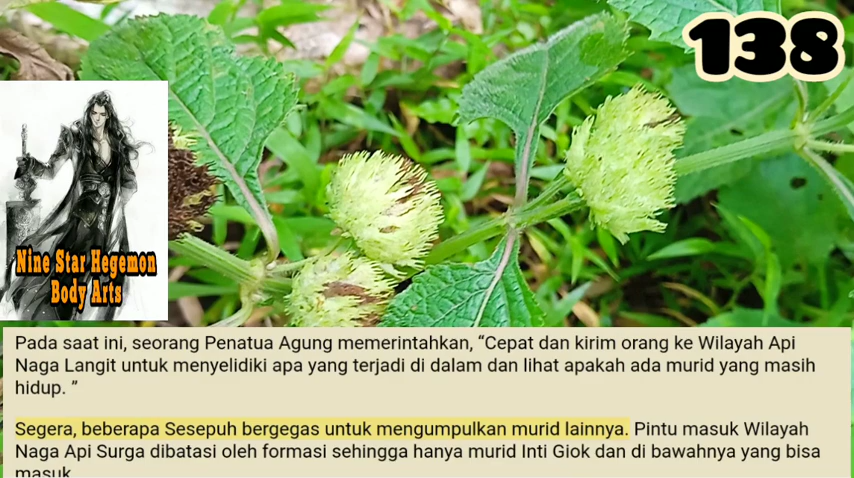 138
Nine Star Hegemon
Body Arts
Pada saat ini, seorang Penatua Agung memerintahkan, “Cepat dan kirim orang ke Wilayah Api
Naga Langit untuk menyelidiki apa yang terjadi di dalam dan lihat apakah ada murid yang masih
hidup. ”
Segera, beberapa Sesepuh bergegas untuk mengumpulkan murid lainnya. Pintu masuk Wilayah
Naga Api Surga dibatasi oleh formasi sehingga hanya murid Inti Giok dan di bawahnya yang bisa
masuk